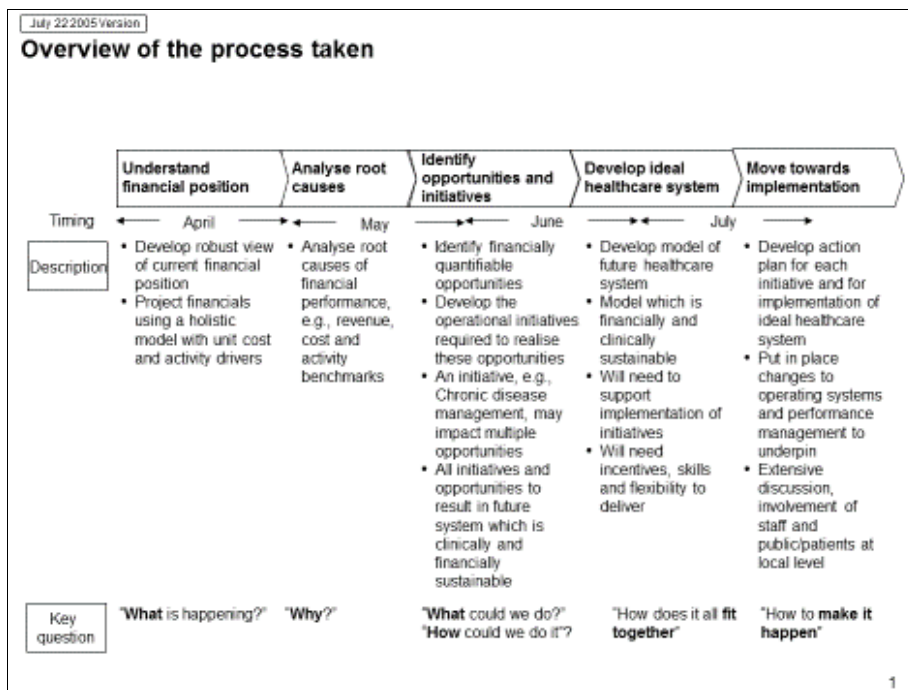 July 22 2005 Version
Overview of the process taken
Understand
financial position
Analyse root
causes
Identify
opportunities and
initiatives
Develop ideal
healthcare system
Move towards
implementation
Timing
April
May
June
July
Description
• Develop robust view
of current financial
position
• Project financials
using a holistic
model with unit cost
and activity drivers
• Analyse root
causes of
financial
performance,
e.g., revenue,
cost and
activity
benchmarks
• Identify financially
quantifiable
opportunities
• Develop the
operational initiatives
required to realise
these opportunities
• An initiative, e.g.,
Chronic disease
management, may
impact multiple
opportunities
• All initiatives and
opportunities to
result in future
system which is
clinically and
financially
sustainable
• Develop model of
future healthcare
system
• Model which is
financially and
clinically
sustainable
• Will need to
support
implementation of
initiatives
• Will need
incentives, skills
and flexibility to
deliver
• Develop action
plan for each
initiative and for
implementation of
ideal healthcare
system
• Put in place
changes to
operating systems
and performance
management to
underpin
• Extensive
discussion,
involvement of
staff and
public/patients at
local level
Key
question
"What is happening?"
"Why?"
"What could we do?"
"How could we do it"?
"How does it all fit
together"
"How to make it
happen"
1